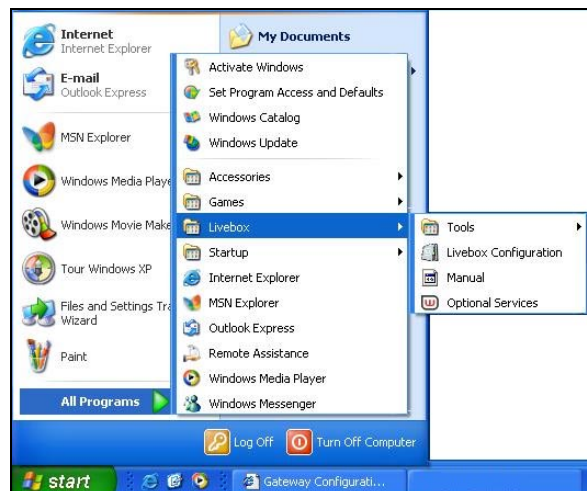 Internet
Internet Explorer
E-mail
Outlook Express
MSN Explorer
Windows Media Playe
Windows Movie Make
Tour Windows XP
Files and Settings Tra
Wizard
Paint
All Programs
My Documents
Activate Windows
Set Program Access and Defaults
Windows Catalog
Windows Update
Accessories
Games
Livebox
Startup
Internet Explorer
MSN Explorer
Outlook Express
Remote Assistance
Windows Media Player
Windows Messenger
Tools
Livebox Configuration
Manual
Optional Services
Log Off
Turn Off Computer
start
Gateway Configurati...